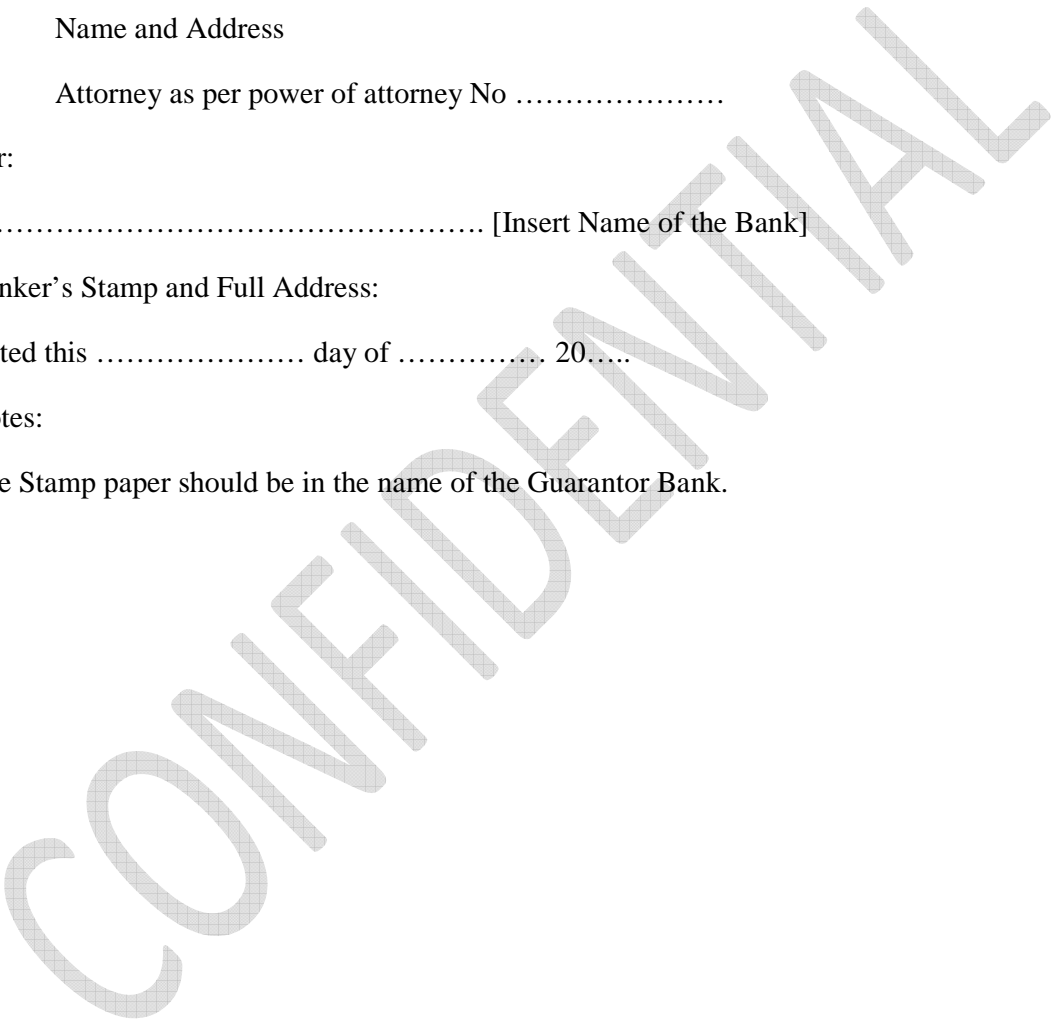 Name and Address
Attorney as per power of attorney No …………………
r:
…………………………………………. [Insert Name of the Bank]
nker’s Stamp and Full Address:
ted this ………………… day of …………… 20…..
tes:
e Stamp paper should be in the name of the Guarantor Bank.
CONFIDENTIAL